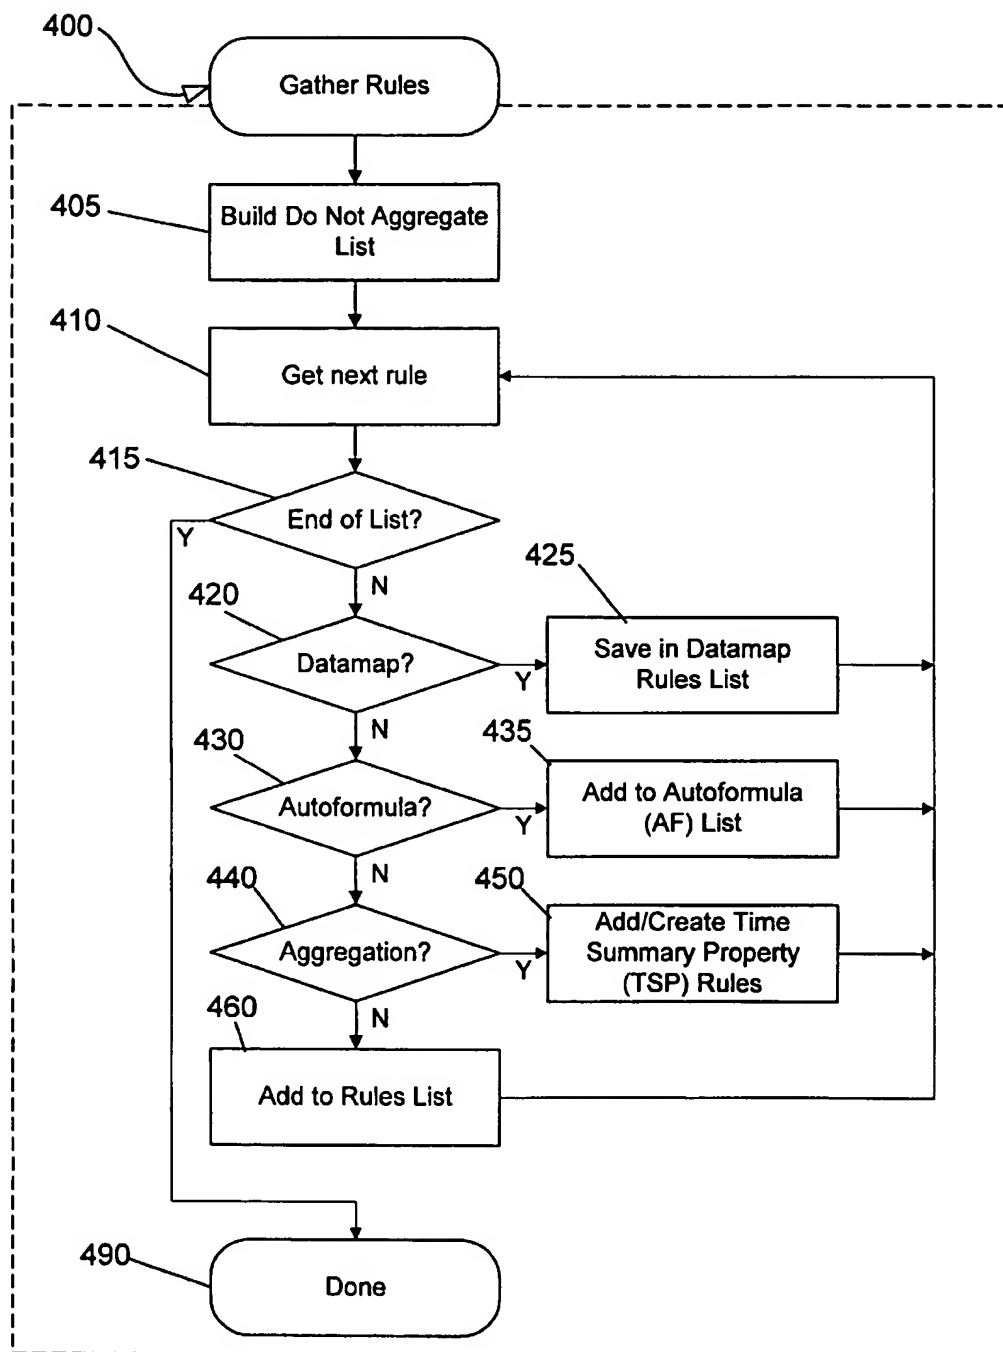 400
Gather Rules
405
Build Do Not Aggregate
List
410
Get next rule
415
End of List?
Y
N
420
Datamap?
Y
425
Save in Datamap
Rules List
N
430
Autoformula?
Y
435
Add to Autoformula
(AF) List
N
440
Aggregation?
Y
450
Add/Create Time
Summary Property
(TSP) Rules
N
460
Add to Rules List
490
Done